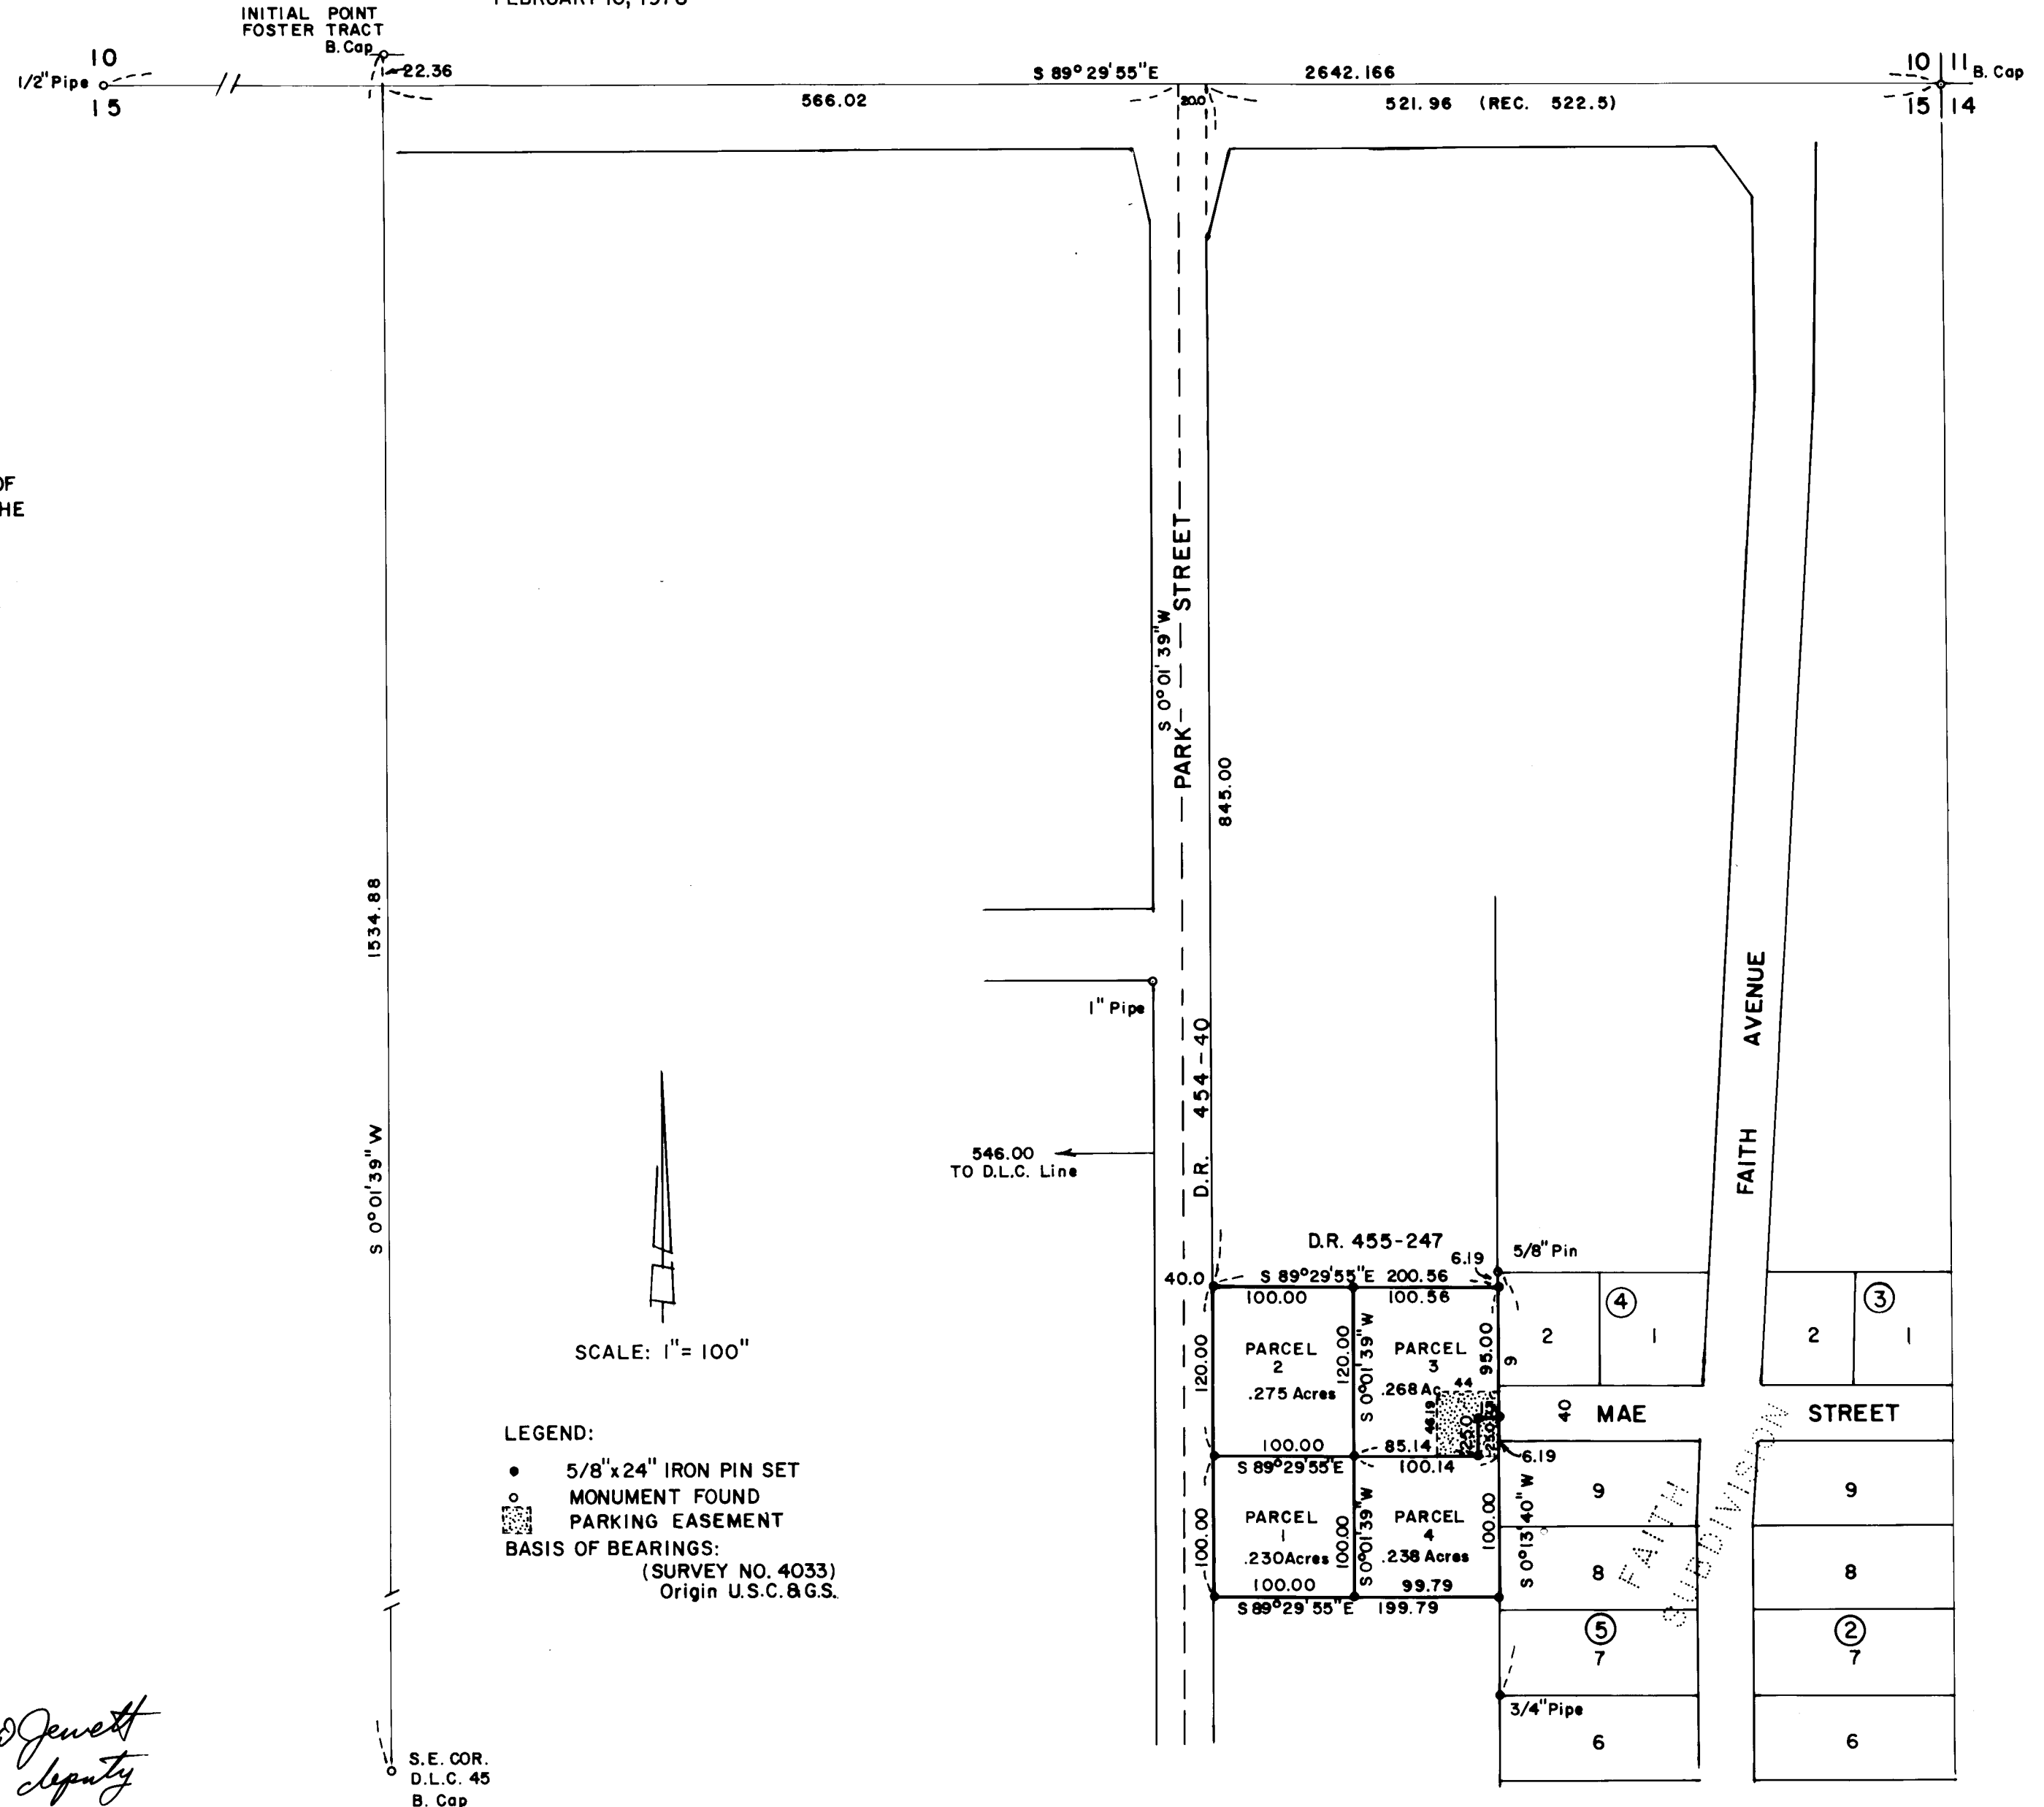 INITIAL POINT
FOSTER TRACT
B. Cap
10
1/2" Pipe
15
22.36
S 89° 29' 55" E 2642.166
566.02
20.0
521.96 (REC. 522.5)
10 11
B. Cap
15 14
OF
HE
PARK STREET
S 0° 01' 39" W
845.00
1534.88
S 0° 01' 39" W
1" Pipe
D.R. 454-40
546.00
TO D.L.C. Line
FAITH AVENUE
D.R. 455-247
6.19
5/8" Pin
40.0
S 89° 29' 55" E 200.56
100.00
100.56
SCALE: 1" = 100"
120.00
PARCEL
2
.275 Acres
120.00
S 0° 01' 39" W
PARCEL
3
.268 Ac
44
95.00
9
2
4
1
2
3
1
40
MAE STREET
46.19
25.0
100.00
85.14
S 89° 29' 55" E
100.14
6.19
100.00
PARCEL
1
.230 Acres
100.00
S 0° 01' 39" W
PARCEL
4
.238 Acres
100.00
S 0° 13' 40" W
100.00
99.79
S 89° 29' 55" E 199.79
FAITH
SUBDIVISION
9
9
8
8
5
7
2
7
3/4" Pipe
6
6
LEGEND:
5/8" x 24" IRON PIN SET
MONUMENT FOUND
PARKING EASEMENT
BASIS OF BEARINGS:
(SURVEY NO. 4033)
Origin U.S.C. & G.S.
Jewett
deputy
S.E. COR.
D.L.C. 45
B. Cap